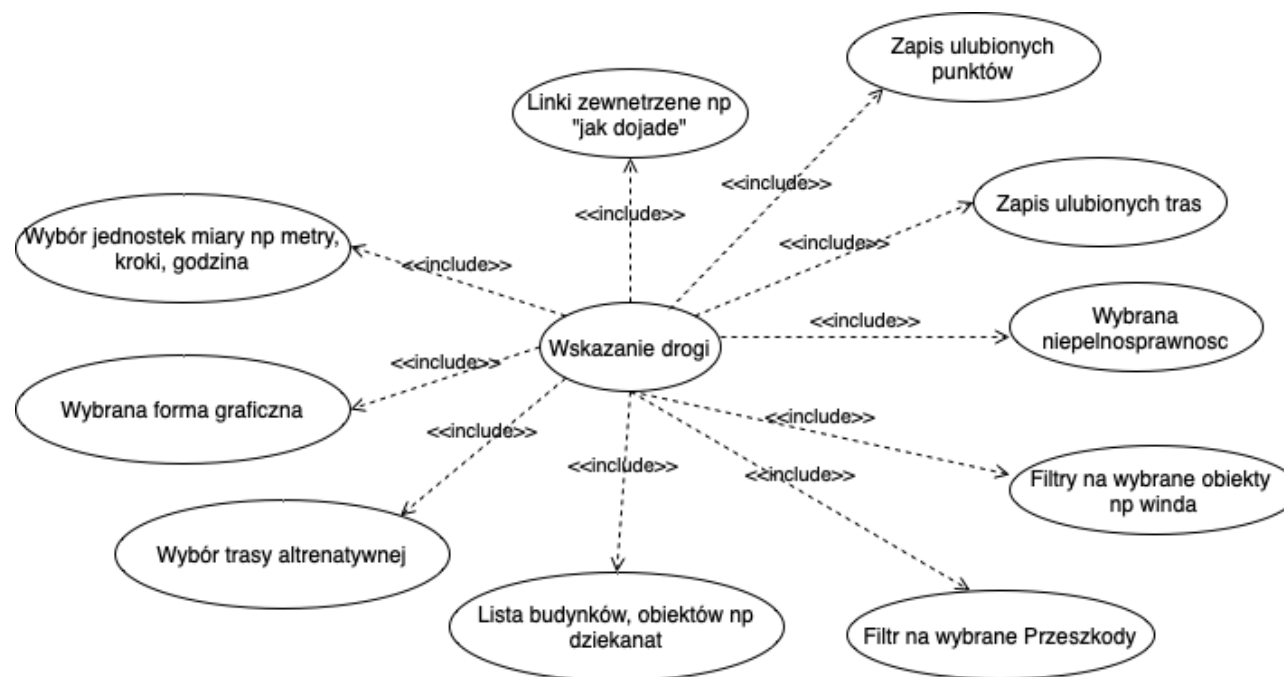 Zapis ulubionych
punktów
Linki zewnetrzene np
"jak dojade"
<<include>>
<<include>>
Zapis ulubionych tras
Wybór jednostek miary np metry,
kroki, godzina
<<include>>
<<include>>
Wybrana
niepelnosprawnosc
<<include>>
Wskazanie drogi
<<include>>
Wybrana forma graficzna
<<include>>
<<include>>
<<include>>
<<include>>
Filtry na wybrane obiekty
np winda
Wybór trasy altrenatywnej
Lista budynków, obiektów np
dziekanat
Filtr na wybrane Przeszkody